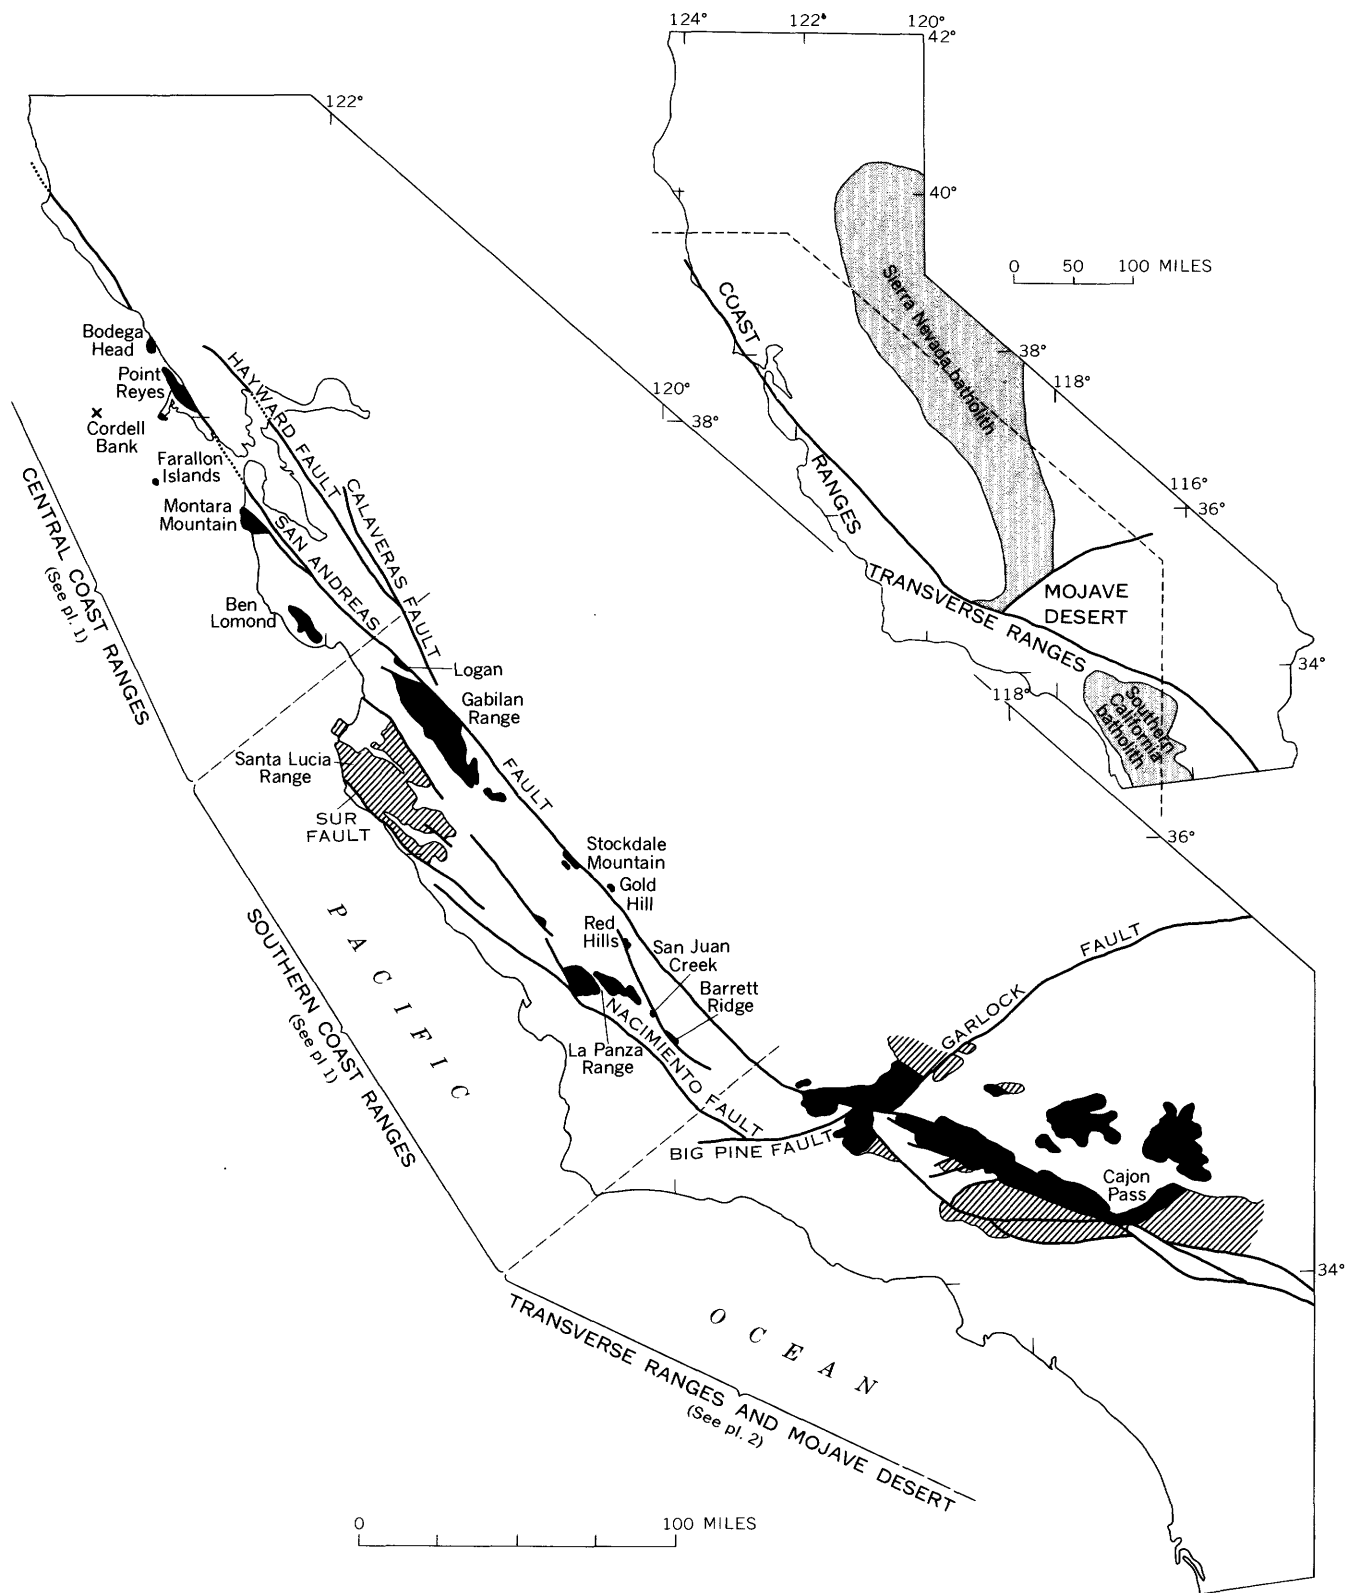 124°
122°
120°
42°
122°
40°
0 50 100 MILES
COAST
RANGES
Sierra Nevada batholith
38°
118°
116°
36°
MOJAVE
DESERT
TRANSVERSE RANGES
34°
Southern
California
batholith
120°
38°
118°
36°
34°
Bodega
Head
Point
Reyes
Cordell
Bank
Farallon
Islands
Montara
Mountain
Ben
Lomond
HAYWARD FAULT
CALAVERAS FAULT
SAN ANDREAS
FAULT
Logan
Gabilan
Range
Santa Lucia
Range
SUR
FAULT
Stockdale
Mountain
Gold
Hill
Red
Hills
San Juan
Creek
Barrett
Ridge
La Panza
Range
NACIMIENTO FAULT
BIG PINE FAULT
GARLOCK FAULT
Cajon
Pass
CENTRAL COAST RANGES
(See pl. 1)
SOUTHERN COAST RANGES
(See pl 1)
TRANSVERSE RANGES AND MOJAVE DESERT
(See pl. 2)
PACIFIC
OCEAN
0 100 MILES